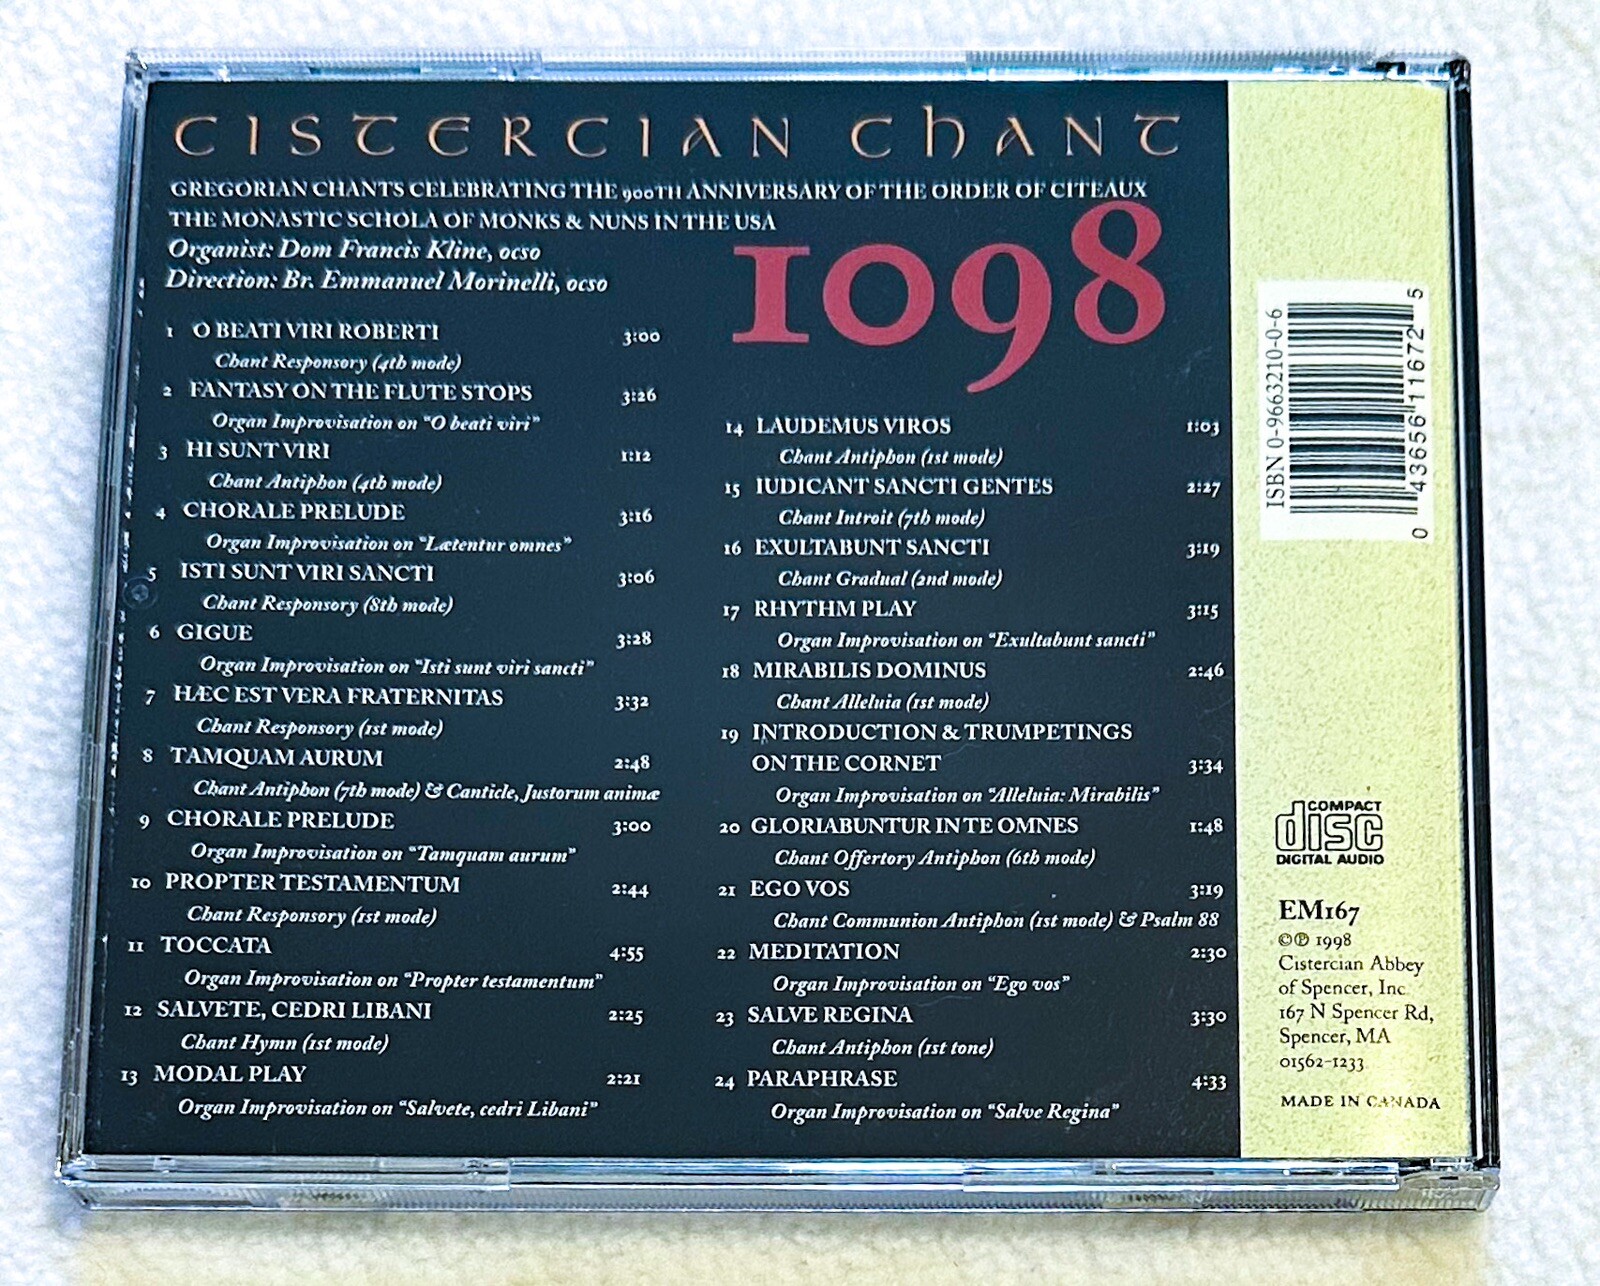 CISTERCIAN CHANT
GREGORIAN CHANTS CELEBRATING THE 900TH ANNIVERSARY OF THE ORDER OF CITEAUX
THE MONASTIC SCHOLA OF MONKS & NUNS IN THE USA
Organist: Dom Francis Kline, ocso
Direction: Br. Emmanuel Morinelli, ocso
1098
1 O BEATI VIRI ROBERTI 3:00
Chant Responsory (4th mode)
2 FANTASY ON THE FLUTE STOPS 3:26
Organ Improvisation on "O beati viri"
3 HI SUNT VIRI 1:12
Chant Antiphon (4th mode)
4 CHORALE PRELUDE 3:16
Organ Improvisation on "Lætentur omnes"
5 ISTI SUNT VIRI SANCTI 3:06
Chant Responsory (8th mode)
6 GIGUE 3:28
Organ Improvisation on "Isti sunt viri sancti"
7 HÆC EST VERA FRATERNITAS 3:32
Chant Responsory (1st mode)
8 TAMQUAM AURUM 2:48
Chant Antiphon (7th mode) & Canticle, Justorum animæ
9 CHORALE PRELUDE 3:00
Organ Improvisation on "Tamquam aurum"
10 PROPTER TESTAMENTUM 2:44
Chant Responsory (1st mode)
11 TOCCATA 4:55
Organ Improvisation on "Propter testamentum"
12 SALVETE, CEDRI LIBANI 2:25
Chant Hymn (1st mode)
13 MODAL PLAY 2:21
Organ Improvisation on "Salvete, cedri Libani"
14 LAUDEMUS VIROS 1:03
Chant Antiphon (1st mode)
15 IUDICANT SANCTI GENTES 2:27
Chant Introit (7th mode)
16 EXULTABUNT SANCTI 3:19
Chant Gradual (2nd mode)
17 RHYTHM PLAY 3:15
Organ Improvisation on "Exultabunt sancti"
18 MIRABILIS DOMINUS 2:46
Chant Alleluia (1st mode)
19 INTRODUCTION & TRUMPETINGS
ON THE CORNET 3:34
Organ Improvisation on "Alleluia: Mirabilis"
20 GLORIABUNTUR IN TE OMNES 1:48
Chant Offertory Antiphon (6th mode)
21 EGO VOS 3:19
Chant Communion Antiphon (1st mode) & Psalm 88
22 MEDITATION 2:30
Organ Improvisation on "Ego vos"
23 SALVE REGINA 3:30
Chant Antiphon (1st tone)
24 PARAPHRASE 4:33
Organ Improvisation on "Salve Regina"
ISBN 0-9663210-0-6
0 43656 11672 5
COMPACT
disc
DIGITAL AUDIO
EM167
©℗ 1998
Cistercian Abbey
of Spencer, Inc
167 N Spencer Rd,
Spencer, MA
01562-1233
MADE IN CANADA